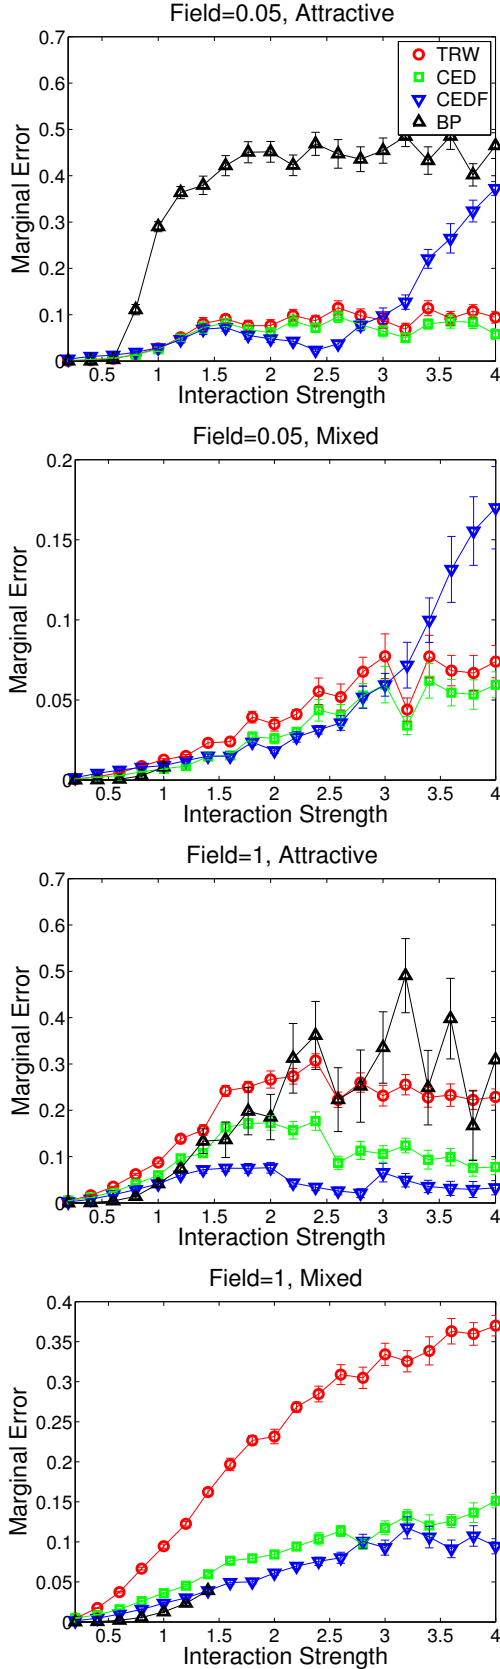 Field=0.05, Attractive
0.7
0.6
0.5
0.4
0.3
0.2
0.1
0
TRW
CED
CEDF
BP
Marginal Error
0.5 1 1.5 2 2.5 3 3.5 4
Interaction Strength
Field=0.05, Mixed
0.2
0.15
0.1
0.05
0
Marginal Error
0.5 1 1.5 2 2.5 3 3.5 4
Interaction Strength
Field=1, Attractive
0.7
0.6
0.5
0.4
0.3
0.2
0.1
0
Marginal Error
0.5 1 1.5 2 2.5 3 3.5 4
Interaction Strength
Field=1, Mixed
0.4
0.35
0.3
0.25
0.2
0.15
0.1
0.05
0
Marginal Error
0.5 1 1.5 2 2.5 3 3.5 4
Interaction Strength